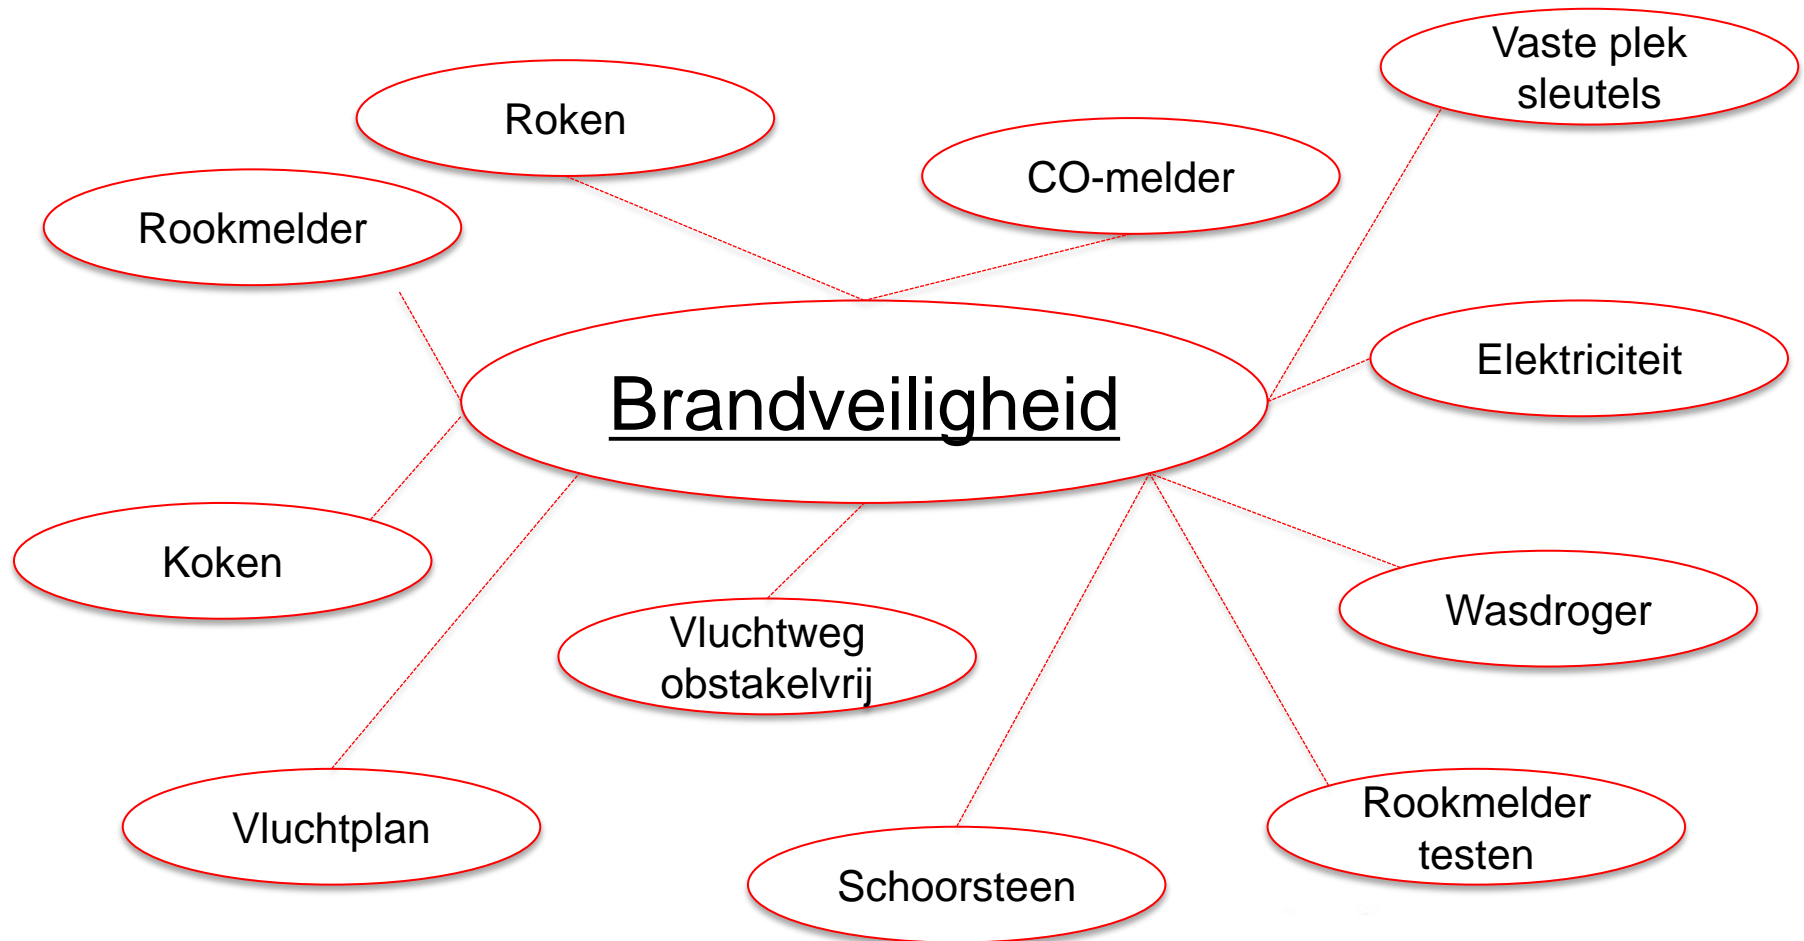 Vaste plek
sleutels
Roken
CO-melder
Rookmelder
Elektriciteit
Brandveiligheid
Koken
Wasdroger
Vluchtweg
obstakelvrij
Vluchtplan
Rookmelder
testen
Schoorsteen